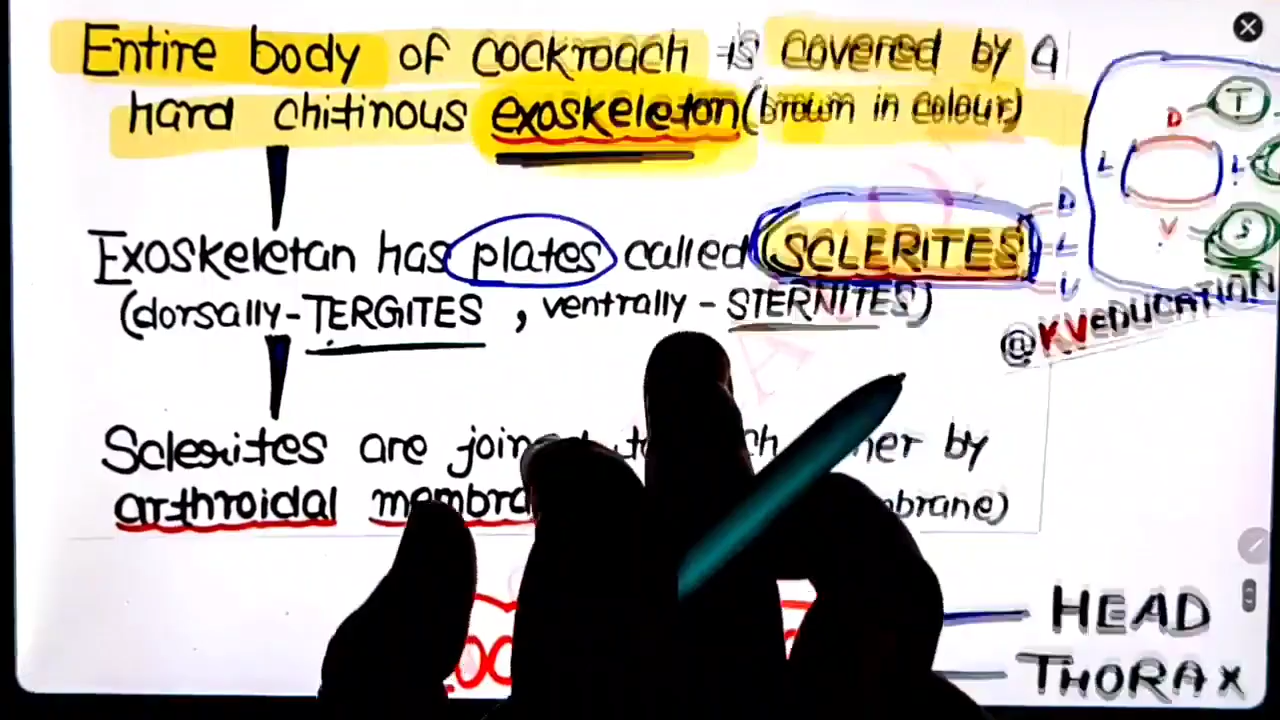 Entire body of cockroach is covered by a
hard chitinous exoskeleton (brown in colour)
Exoskeletan has plates called SCLERITES
(dorsally-TERGITES , ventrally - STERNITES)
D
L
V
D
T
L
L
V
S
@KVEDUCATION
Sclerites are by
arthroidal
HEAD
THORAX